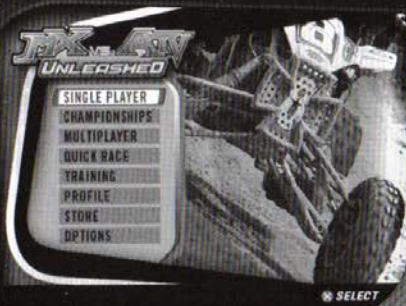 MX vs. ATV
UNLEASHED
SINGLE PLAYER
CHAMPIONSHIPS
MULTIPLAYER
QUICK RACE
TRAINING
PROFILE
STORE
OPTIONS
SELECT